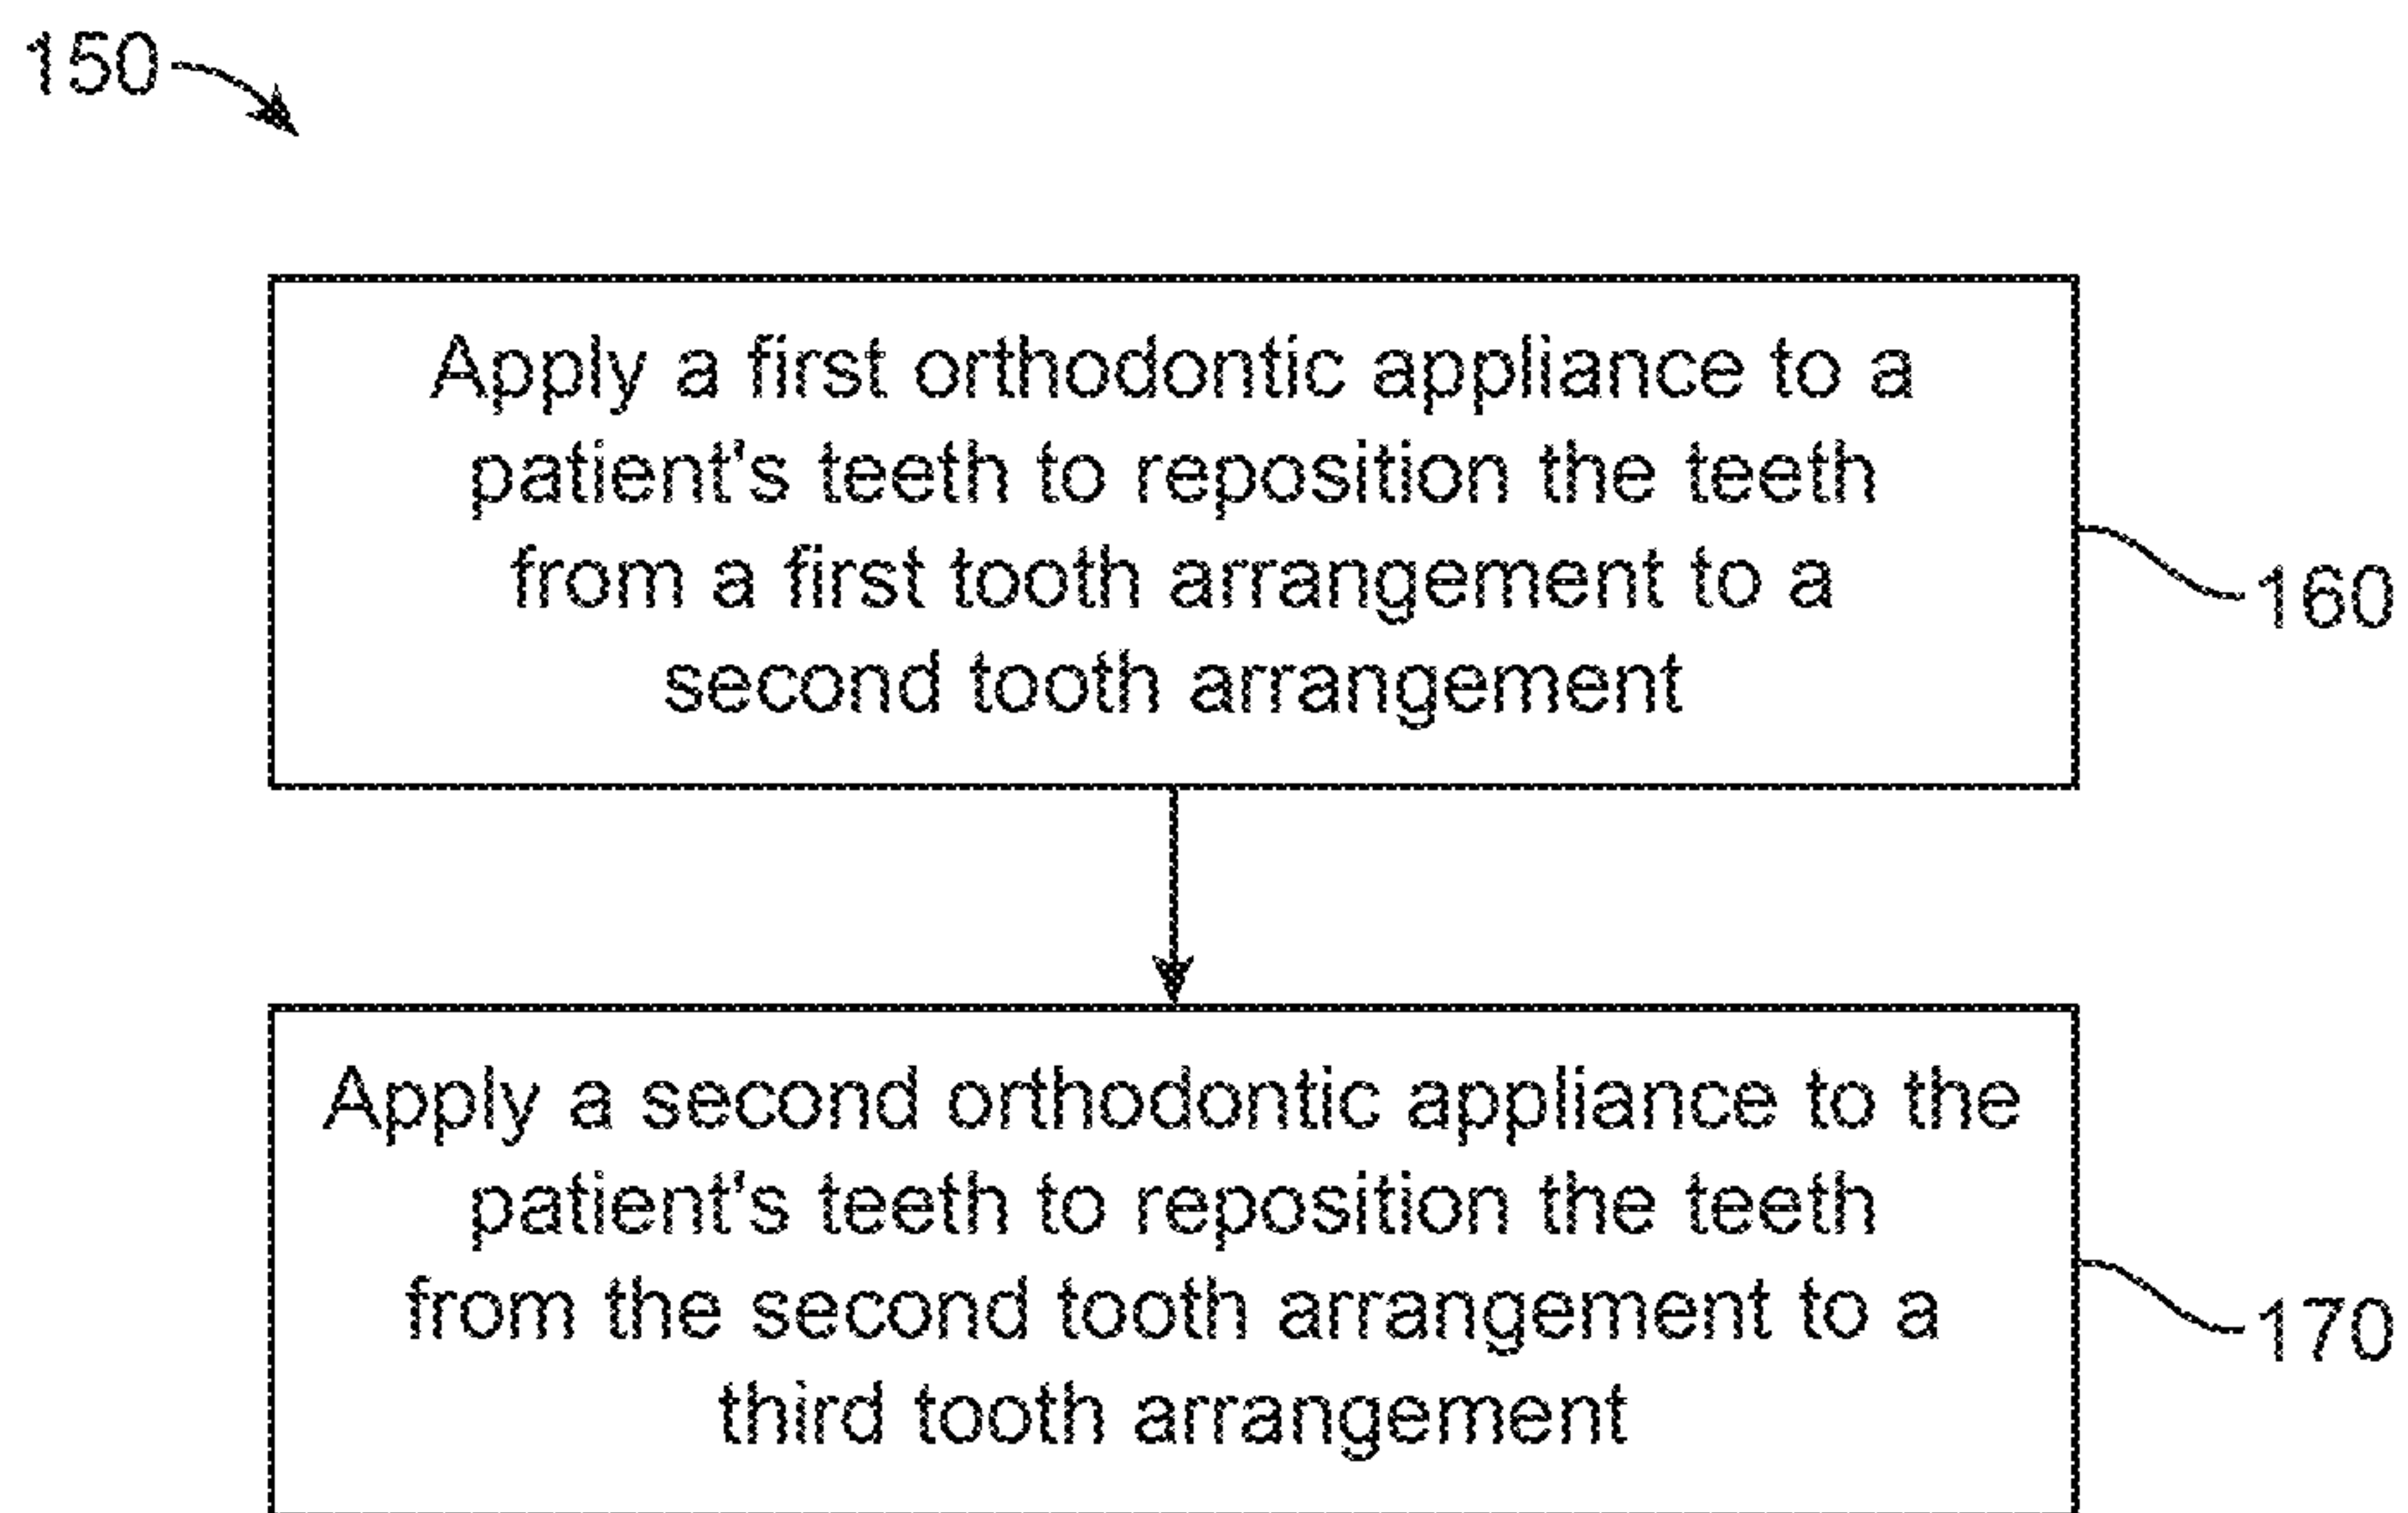 150
Apply a first orthodontic appliance to a
patient's teeth to reposition the teeth
from a first tooth arrangement to a
second tooth arrangement
160
Apply a second orthodontic appliance to the
patient's teeth to reposition the teeth
from the second tooth arrangement to a
third tooth arrangement
170